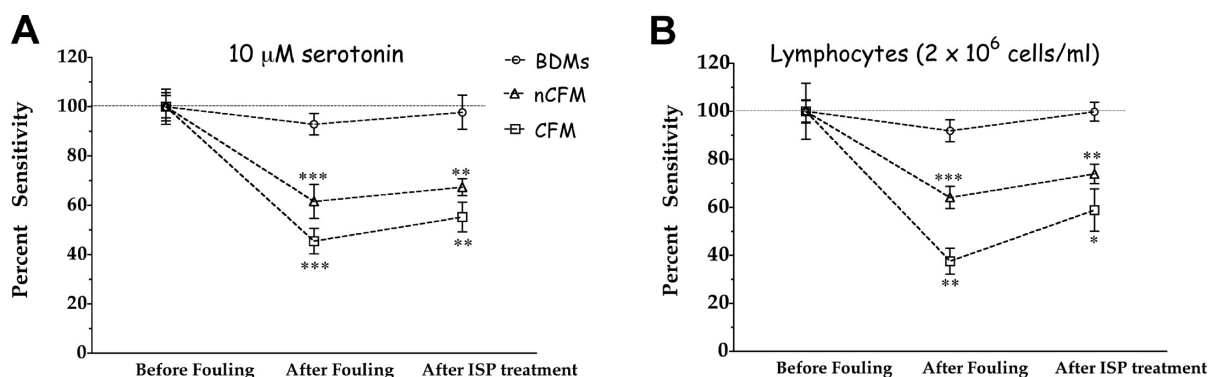 A
10 μM serotonin
BDMs
nCFM
CFM
Percent Sensitivity
120
100
80
60
40
20
0
***
**
***
**
Before Fouling
After Fouling
After ISP treatment
B
Lymphocytes (2 x 10⁶ cells/ml)
Percent Sensitivity
120
100
80
60
40
20
0
***
**
**
*
Before Fouling
After Fouling
After ISP treatment